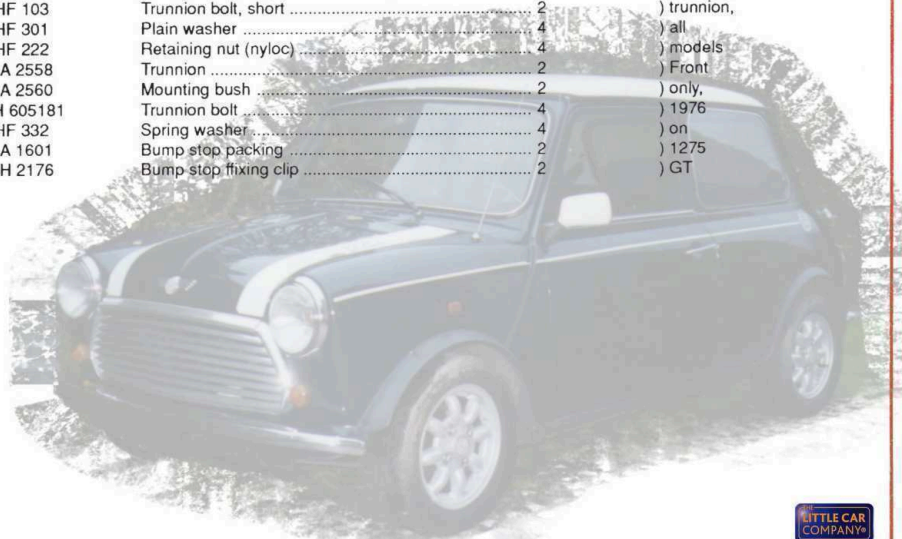 HF 103 Trunnion bolt, short ........ 2 ) trunnion,
HF 301 Plain washer ........ 4 ) all
HF 222 Retaining nut (nyloc) ........ 4 ) models
A 2558 Trunnion ........ 2 ) Front
A 2560 Mounting bush ........ 2 ) only,
605181 Trunnion bolt ........ 4 ) 1976
HF 332 Spring washer ........ 4 ) on
A 1601 Bump stop packing ........ 2 ) 1275
H 2176 Bump stop ffixing clip ........ 2 ) GT
THE
LITTLE CAR
COMPANY®